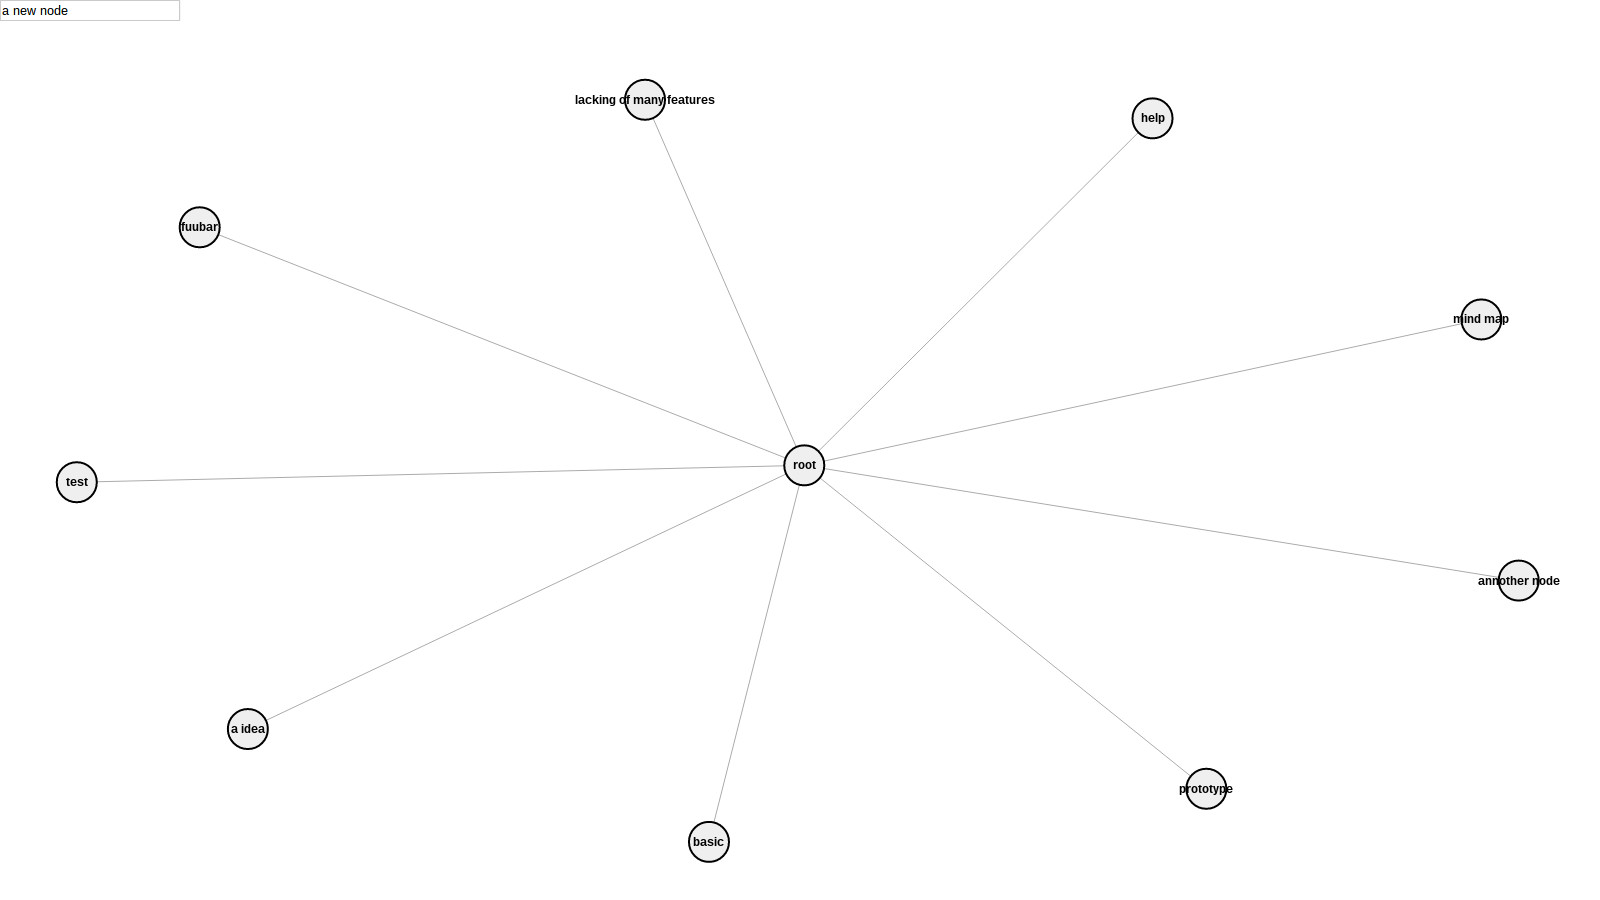 a new node
lacking of many features
help
fuubar
mind map
root
test
annother node
a idea
prototype
basic